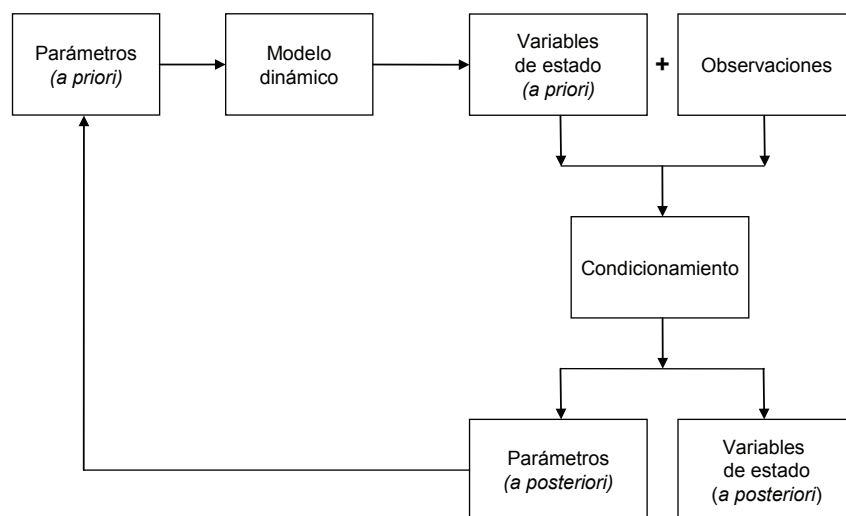 Parámetros
(a priori)
Modelo
dinámico
Variables
de estado
(a priori)
+
Observaciones
Condicionamiento
Parámetros
(a posteriori)
Variables
de estado
(a posteriori)